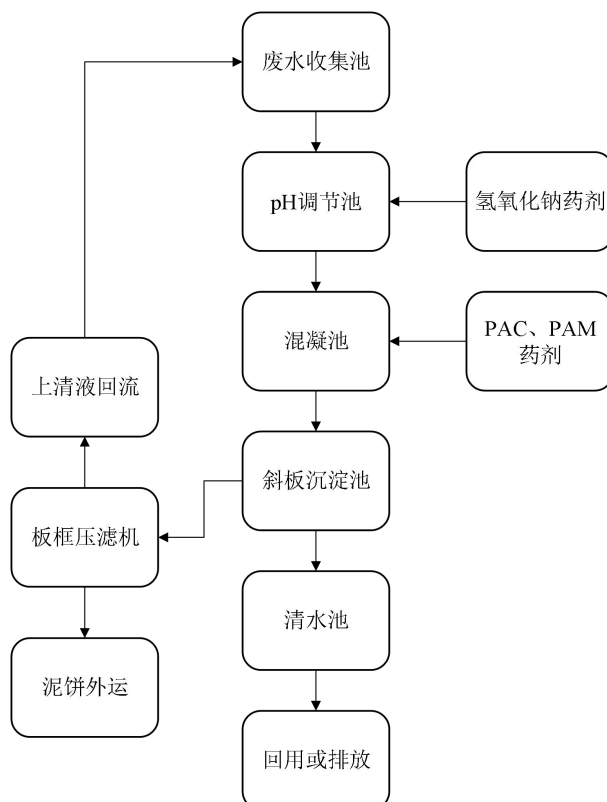 废水收集池
pH调节池
氢氧化钠药剂
混凝池
PAC、PAM
药剂
上清液回流
斜板沉淀池
板框压滤机
清水池
泥饼外运
回用或排放